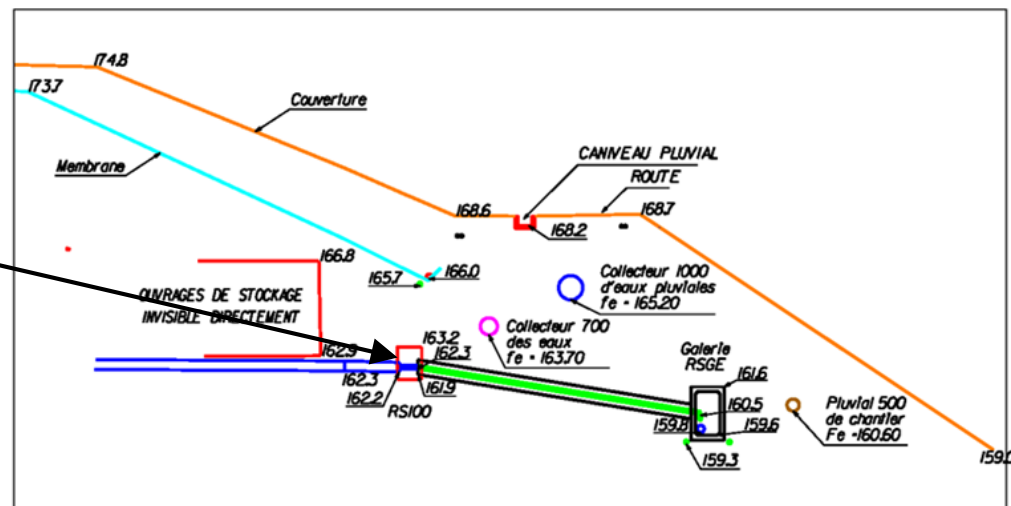 174.8
173.7
Couverture
Membrane
CANIVEAU PLUVIAL
ROUTE
168.6
168.7
168.2
166.8
165.7
166.0
Collecteur 1000
d'eaux pluviales
fe = 165.20
OUVRAGES DE STOCKAGE
INVISIBLE DIRECTEMENT
Collecteur 700
des eaux
fe = 163.70
163.2
162.9
162.3
162.3
162.2
161.9
RS100
Galerie
RSGE
161.6
160.5
159.8
159.6
159.3
Pluvial 500
de chantier
Fe =160.60